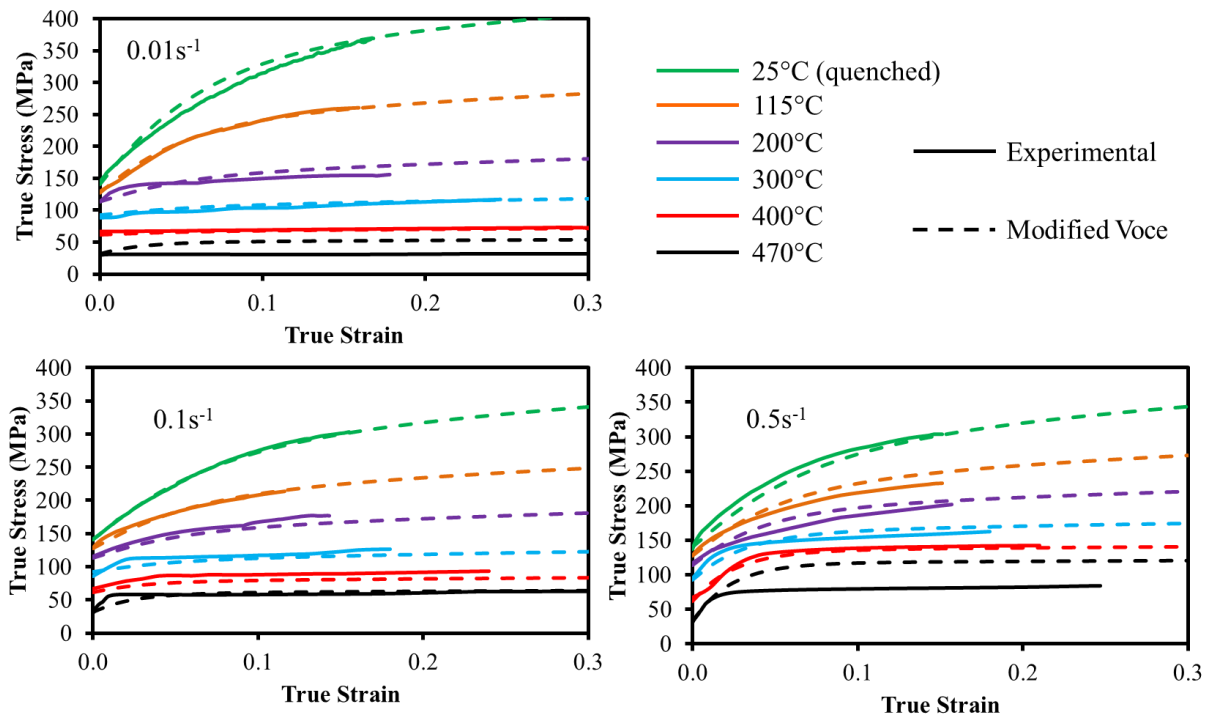 True Stress (MPa)
400
350
300
250
200
150
100
50
0
0.01s⁻¹
0.0
0.1
0.2
0.3
True Strain
25°C (quenched)
115°C
200°C
300°C
400°C
470°C
Experimental
Modified Voce
True Stress (MPa)
400
350
300
250
200
150
100
50
0
0.1s⁻¹
0.0
0.1
0.2
0.3
True Strain
True Stress (MPa)
400
350
300
250
200
150
100
50
0
0.5s⁻¹
0.0
0.1
0.2
0.3
True Strain